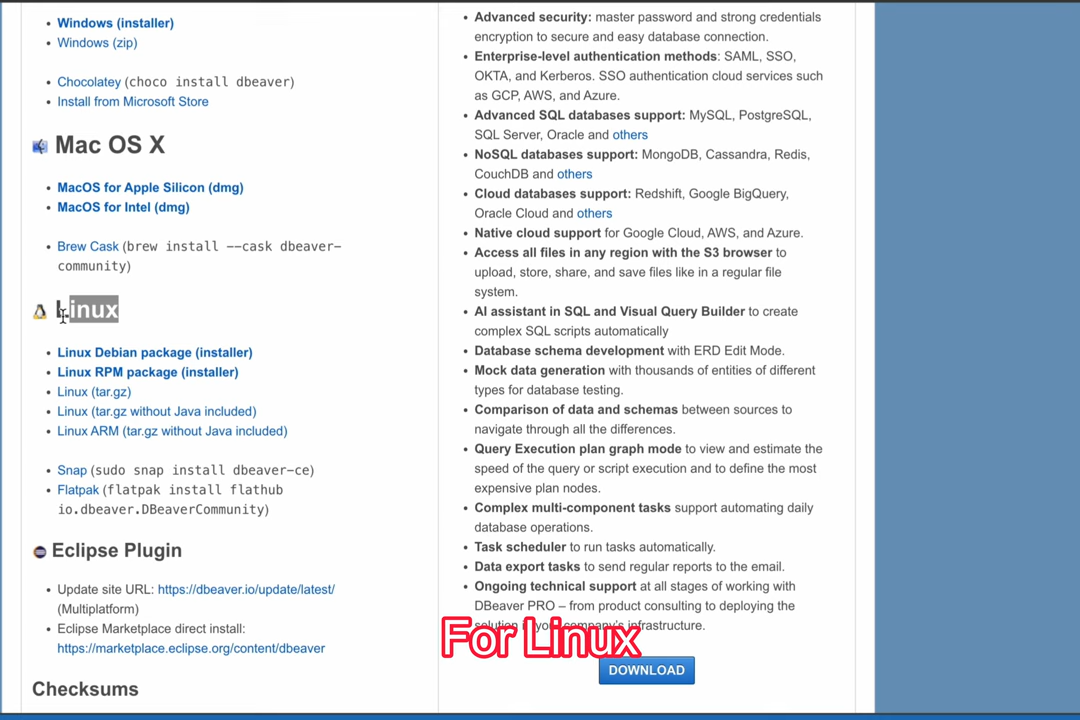 Windows (installer)
Windows (zip)
Chocolatey (choco install dbeaver)
Install from Microsoft Store
Mac OS X
MacOS for Apple Silicon (dmg)
MacOS for Intel (dmg)
Brew Cask (brew install --cask dbeaver-
community)
Linux
Linux Debian package (installer)
Linux RPM package (installer)
Linux (tar.gz)
Linux (tar.gz without Java included)
Linux ARM (tar.gz without Java included)
Snap (sudo snap install dbeaver-ce)
Flatpak (flatpak install flathub
io.dbeaver.DBeaverCommunity)
Eclipse Plugin
Update site URL: https://dbeaver.io/update/latest/
(Multiplatform)
Eclipse Marketplace direct install:
https://marketplace.eclipse.org/content/dbeaver
Checksums
Advanced security: master password and strong credentials
encryption to secure and easy database connection.
Enterprise-level authentication methods: SAML, SSO,
OKTA, and Kerberos. SSO authentication cloud services such
as GCP, AWS, and Azure.
Advanced SQL databases support: MySQL, PostgreSQL,
SQL Server, Oracle and others
NoSQL databases support: MongoDB, Cassandra, Redis,
CouchDB and others
Cloud databases support: Redshift, Google BigQuery,
Oracle Cloud and others
Native cloud support for Google Cloud, AWS, and Azure.
Access all files in any region with the S3 browser to
upload, store, share, and save files like in a regular file
system.
AI assistant in SQL and Visual Query Builder to create
complex SQL scripts automatically
Database schema development with ERD Edit Mode.
Mock data generation with thousands of entities of different
types for database testing.
Comparison of data and schemas between sources to
navigate through all the differences.
Query Execution plan graph mode to view and estimate the
speed of the query or script execution and to define the most
expensive plan nodes.
Complex multi-component tasks support automating daily
database operations.
Task scheduler to run tasks automatically.
Data export tasks to send regular reports to the email.
Ongoing technical support at all stages of working with
DBeaver PRO – from product consulting to deploying the
solution in your company's infrastructure.
For Linux
DOWNLOAD